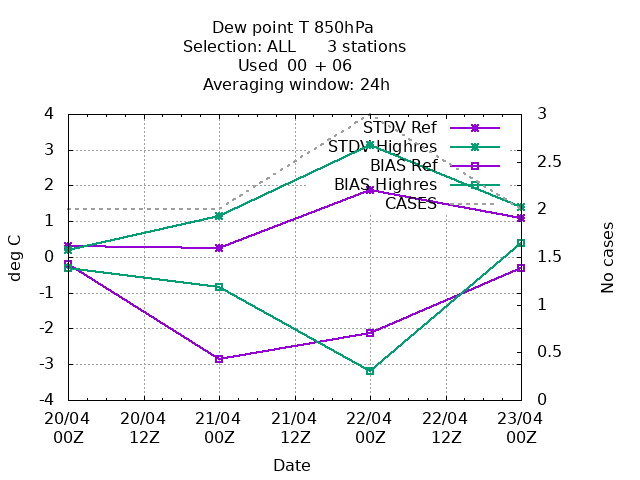 Dew point T 850hPa
Selection: ALL 3 stations
Used 00 + 06
Averaging window: 24h
4
3
2
1
0
-1
-2
-3
-4
deg C
3
2.5
2
1.5
1
0.5
0
No cases
STDV Ref
STDV Highres
BIAS Ref
BIAS Highres
CASES
20/04 20/04 21/04 21/04 22/04 22/04 23/04
00Z 12Z 00Z 12Z 00Z 12Z 00Z
Date